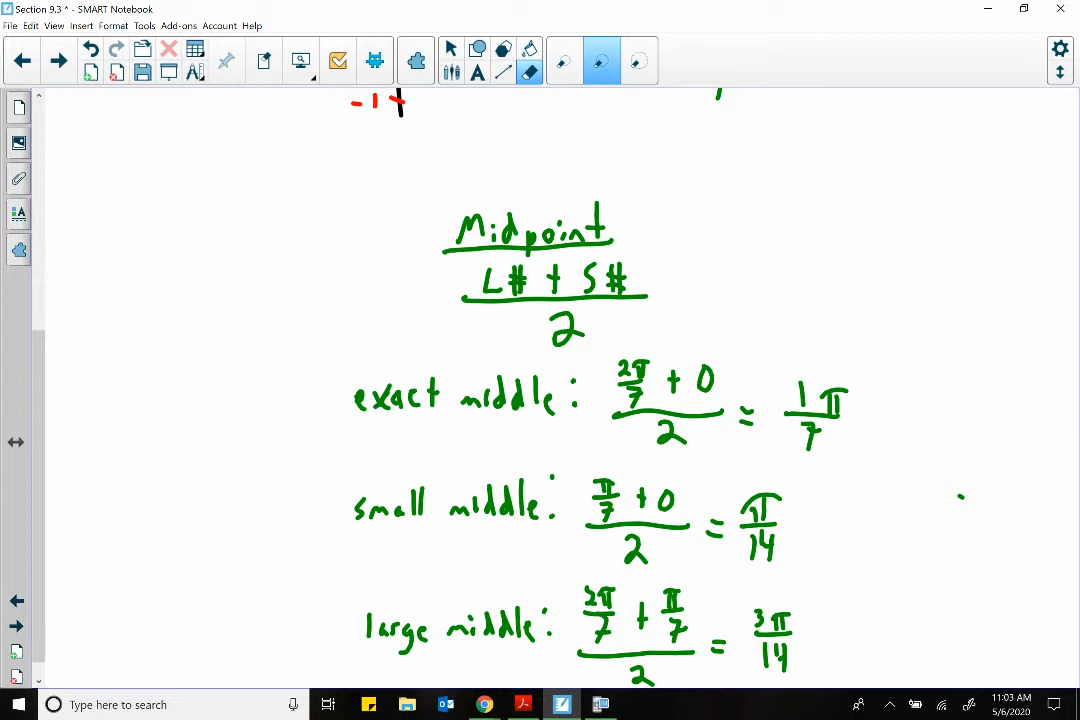 Section 9.3 * - SMART Notebook
File Edit View Insert Format Tools Add-ons Account Help
-1
Midpoint
L# + S#
2
exact middle: (2π/7 + 0)/2 = 1π/7
small middle: (π/7 + 0)/2 = π/14
large middle: (2π/7 + π/7)/2 = 3π/14
Type here to search
11:03 AM
5/6/2020